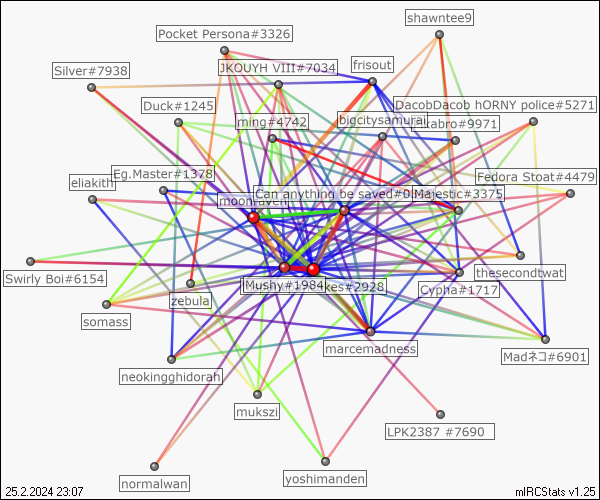 shawntee9
Pocket Persona#3326
JKOUYH VIII#7034
frisout
Silver#7938
Duck#1245
DacobDacob hORNY police#5271
ming#4742
bigcitysamurai
#9971
Eg.Master#1378
Fedora Stoat#4479
eliakith
Can anything be saved#0
Majestic#3375
moonraven
Swirly Boi#6154
Mushy#1984
kes#2928
Cypha#1717
thesecondtwat
zebula
somass
marcemadness
Madネコ#6901
neokingghidorah
mukszi
LPK2387 #7690
normalwan
yoshimanden
25.2.2024 23:07
mIRCStats v1.25